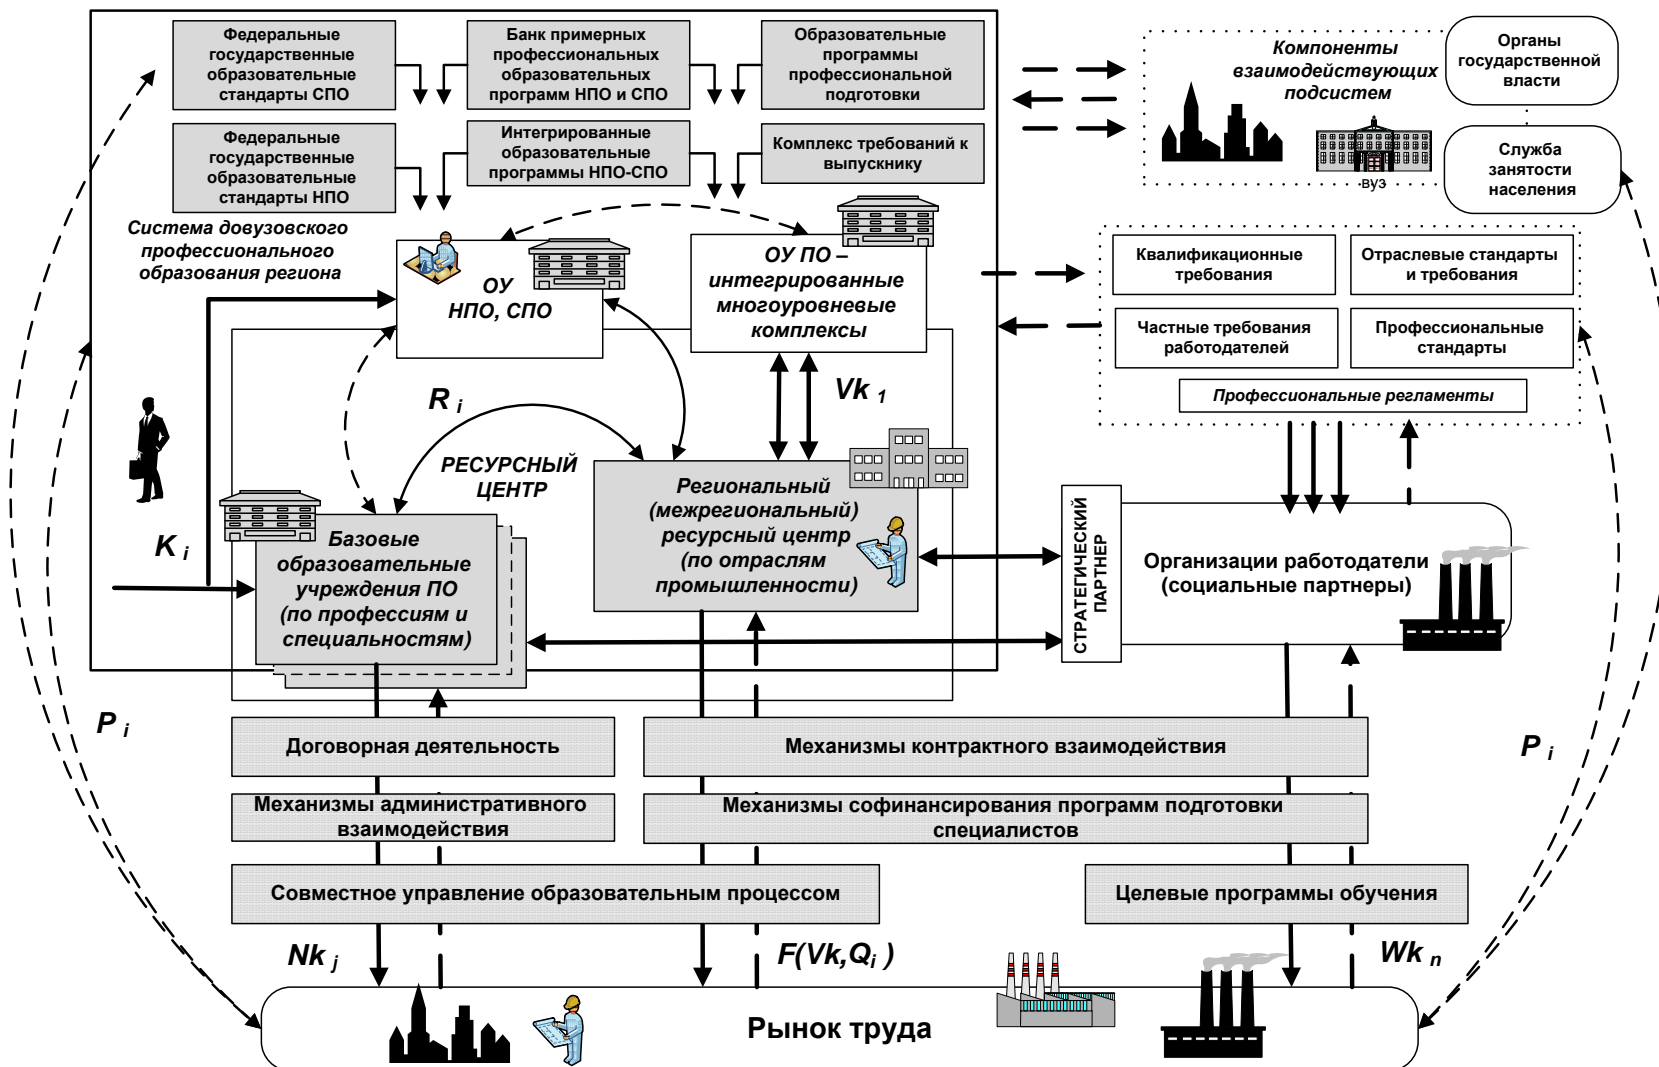 Федеральные
государственные
образовательные
стандарты СПО
Банк примерных
профессиональных
образовательных
программ НПО и СПО
Образовательные
программы
профессиональной
подготовки
Федеральные
государственные
образовательные
стандарты НПО
Интегрированные
образовательные
программы НПО-СПО
Комплекс требований к
выпускнику
Компоненты
взаимодействующих
подсистем
вуз
Органы
государственной
власти
Служба
занятости
населения
Система довузовского
профессионального
образования региона
ОУ
НПО, СПО
ОУ ПО –
интегрированные
многоуровневые
комплексы
Квалификационные
требования
Отраслевые стандарты
и требования
Частные требования
работодателей
Профессиональные
стандарты
Профессиональные регламенты
R i
Vk 1
РЕСУРСНЫЙ
ЦЕНТР
K i
Базовые
образовательные
учреждения ПО
(по профессиям и
специальностям)
Региональный
(межрегиональный)
ресурсный центр
(по отраслям
промышленности)
СТРАТЕГИЧЕСКИЙ
ПАРТНЕР
Организации работодатели
(социальные партнеры)
P i
P i
Договорная деятельность
Механизмы контрактного взаимодействия
Механизмы административного
взаимодействия
Механизмы софинансирования программ подготовки
специалистов
Совместное управление образовательным процессом
Целевые программы обучения
Nk j
F(Vk,Q i )
Wk n
Рынок труда